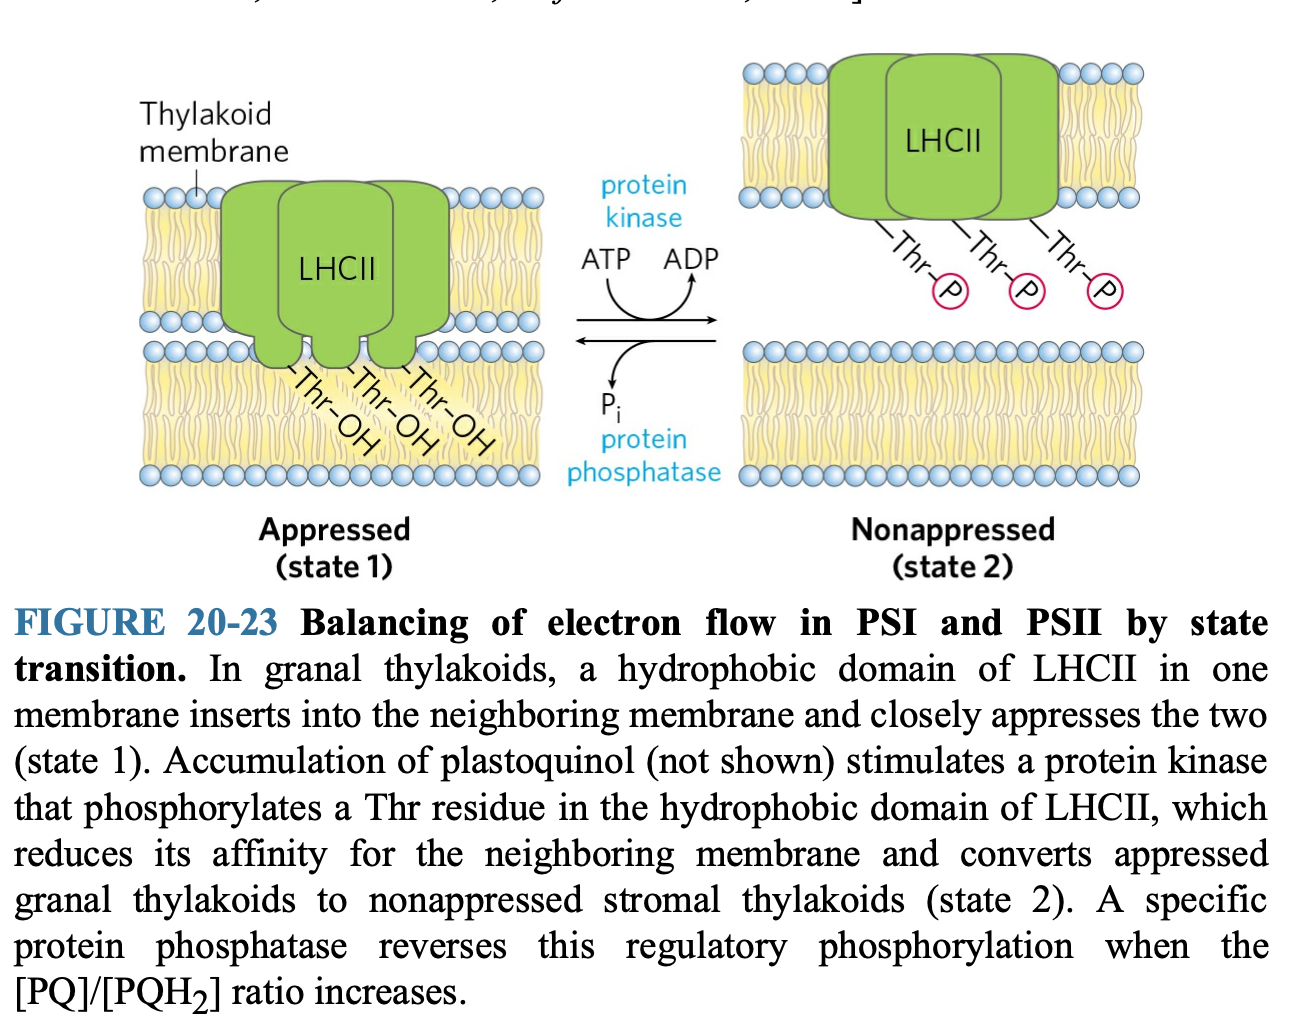 Thylakoid
membrane
LHCII
Thr–OH
Thr–OH
Thr–OH
Appressed
(state 1)
protein
kinase
ATP ADP
Pi
protein
phosphatase
LHCII
Thr–P
Thr–P
Thr–P
Nonappressed
(state 2)
FIGURE 20-23 Balancing of electron flow in PSI and PSII by state
transition. In granal thylakoids, a hydrophobic domain of LHCII in one
membrane inserts into the neighboring membrane and closely appresses the two
(state 1). Accumulation of plastoquinol (not shown) stimulates a protein kinase
that phosphorylates a Thr residue in the hydrophobic domain of LHCII, which
reduces its affinity for the neighboring membrane and converts appressed
granal thylakoids to nonappressed stromal thylakoids (state 2). A specific
protein phosphatase reverses this regulatory phosphorylation when the
[PQ]/[PQH2] ratio increases.